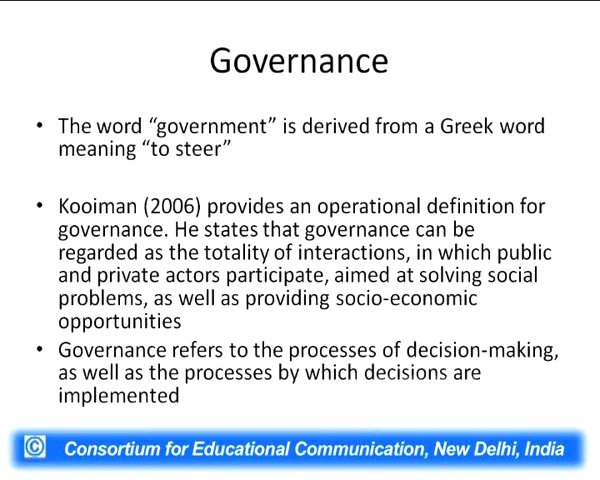 Governance
• The word “government” is derived from a Greek word
meaning “to steer”
• Kooiman (2006) provides an operational definition for
governance. He states that governance can be
regarded as the totality of interactions, in which public
and private actors participate, aimed at solving social
problems, as well as providing socio-economic
opportunities
• Governance refers to the processes of decision-making,
as well as the processes by which decisions are
implemented
© Consortium for Educational Communication, New Delhi, India